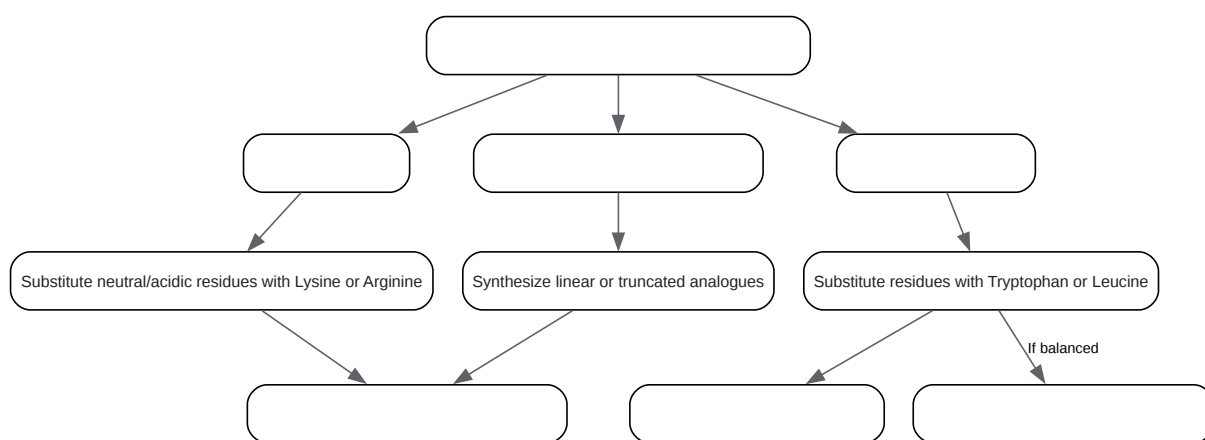 Substitute neutral/acidic residues with Lysine or Arginine
Synthesize linear or truncated analogues
Substitute residues with Tryptophan or Leucine
If balanced